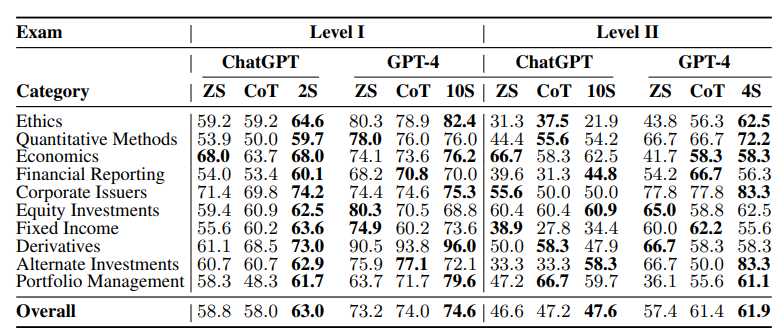 Exam Level I Level II
ChatGPT GPT-4 ChatGPT GPT-4
Category ZS CoT 2S ZS CoT 10S ZS CoT 10S ZS CoT 4S
Ethics 59.2 59.2 64.6 80.3 78.9 82.4 31.3 37.5 21.9 43.8 56.3 62.5
Quantitative Methods 53.9 50.0 59.7 78.0 76.0 76.0 44.4 55.6 54.2 66.7 66.7 72.2
Economics 68.0 63.7 68.0 74.1 73.6 76.2 66.7 58.3 62.5 41.7 58.3 58.3
Financial Reporting 54.0 53.4 60.1 68.2 70.8 70.0 39.6 31.3 44.8 54.2 66.7 56.3
Corporate Issuers 71.4 69.8 74.2 74.4 74.6 75.3 55.6 50.0 50.0 77.8 77.8 83.3
Equity Investments 59.4 60.9 62.5 80.3 70.5 68.8 60.4 60.4 60.9 65.0 58.8 62.5
Fixed Income 55.6 60.2 63.6 74.9 60.2 73.6 38.9 27.8 34.4 60.0 62.2 55.6
Derivatives 61.1 68.5 73.0 90.5 93.8 96.0 50.0 58.3 47.9 66.7 58.3 58.3
Alternate Investments 60.7 60.7 62.9 75.9 77.1 72.1 33.3 33.3 58.3 66.7 50.0 83.3
Portfolio Management 58.3 48.3 61.7 63.7 71.7 79.6 47.2 66.7 59.7 36.1 55.6 61.1
Overall 58.8 58.0 63.0 73.2 74.0 74.6 46.6 47.2 47.6 57.4 61.4 61.9